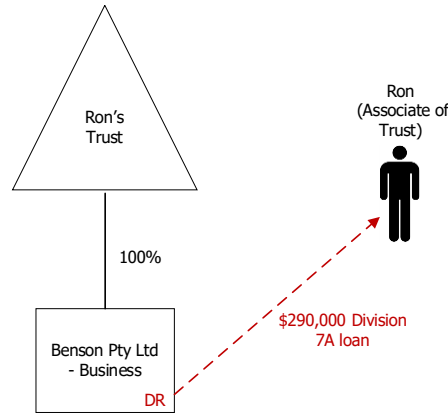 Ron's
Trust
Ron
(Associate of
Trust)
100%
$290,000 Division
7A loan
Benson Pty Ltd
- Business
DR